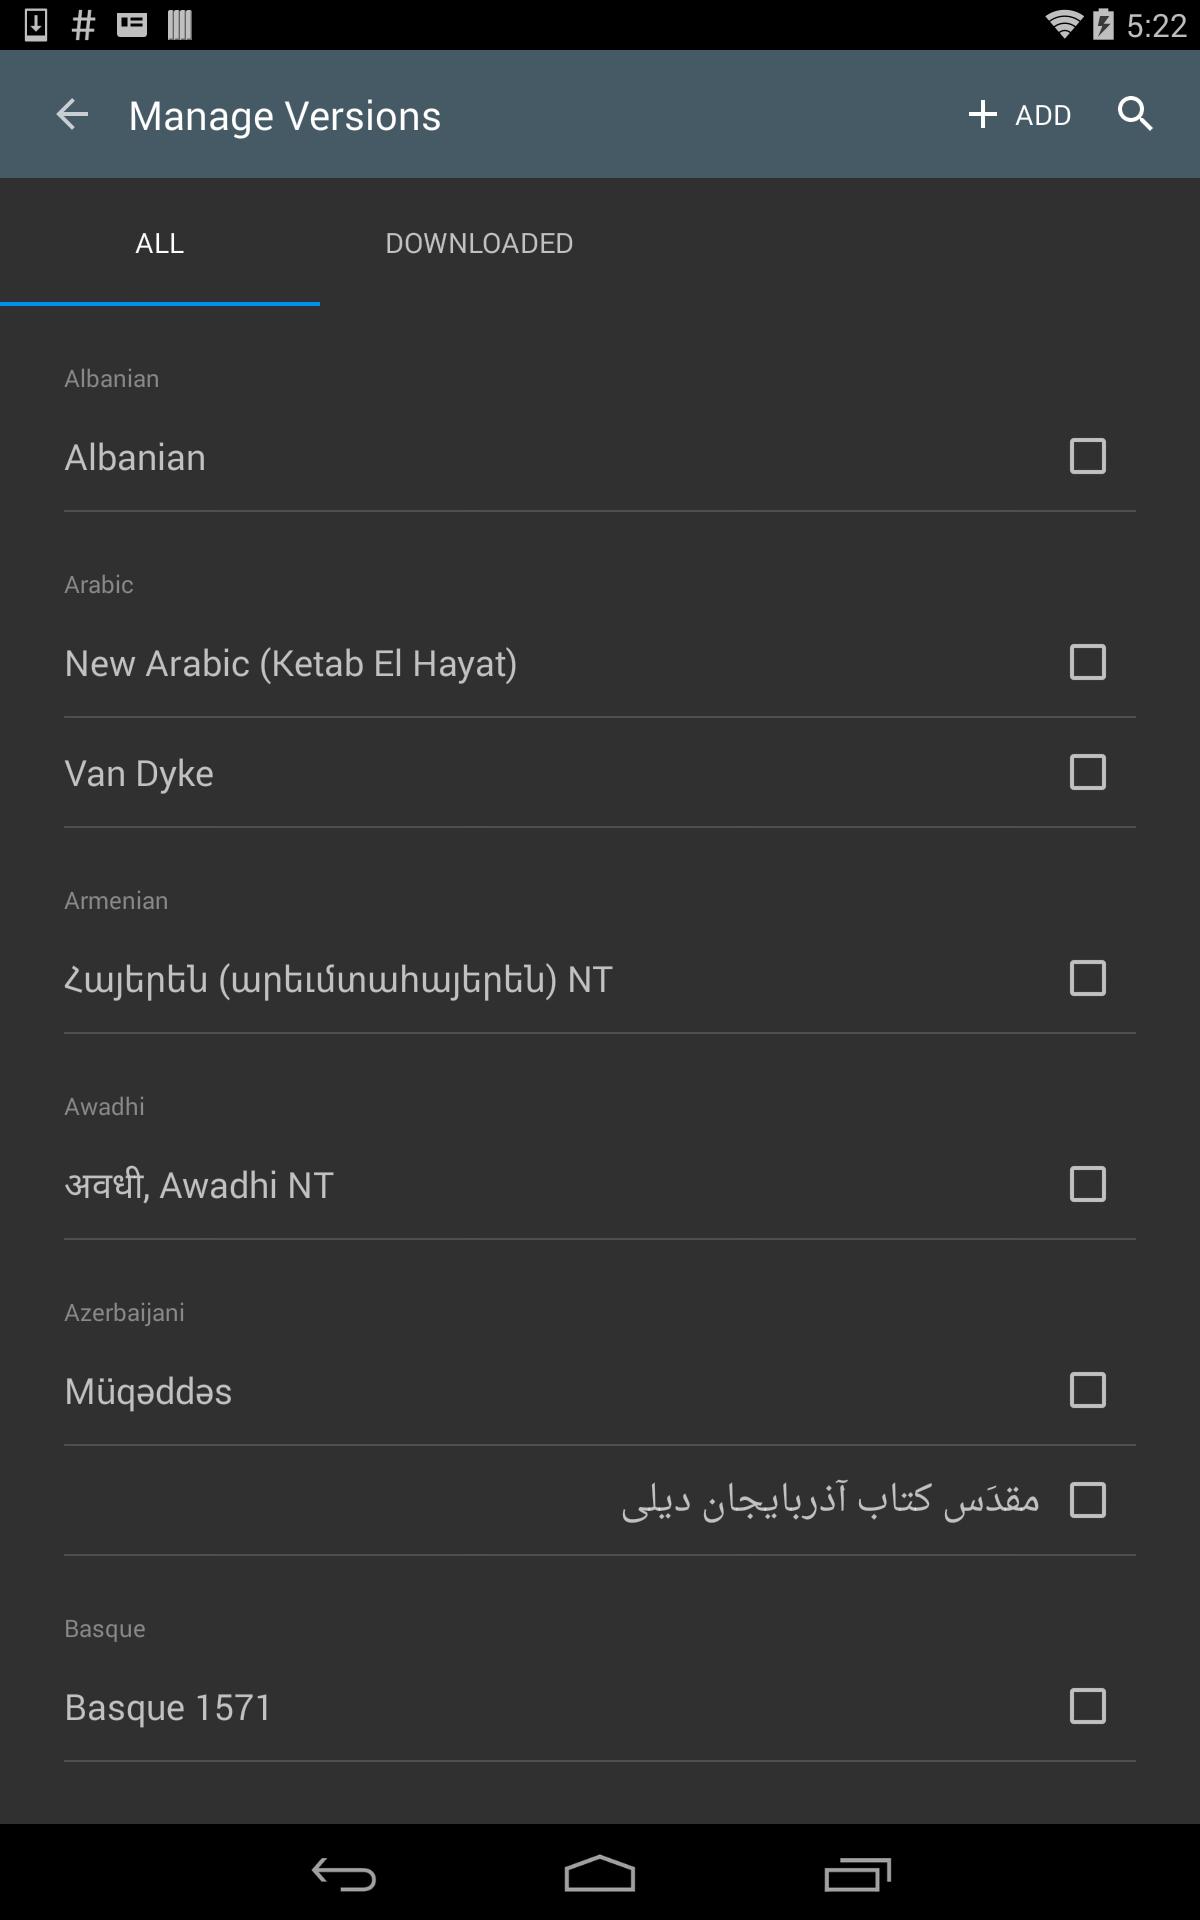 5:22
Manage Versions
ADD
ALL
DOWNLOADED
Albanian
Albanian
Arabic
New Arabic (Ketab El Hayat)
Van Dyke
Armenian
Հայերեն (արեւմտահայերեն) NT
Awadhi
अवधी, Awadhi NT
Azerbaijani
Müqəddəs
مقدَس کتاب آذربایجان دیلی
Basque
Basque 1571